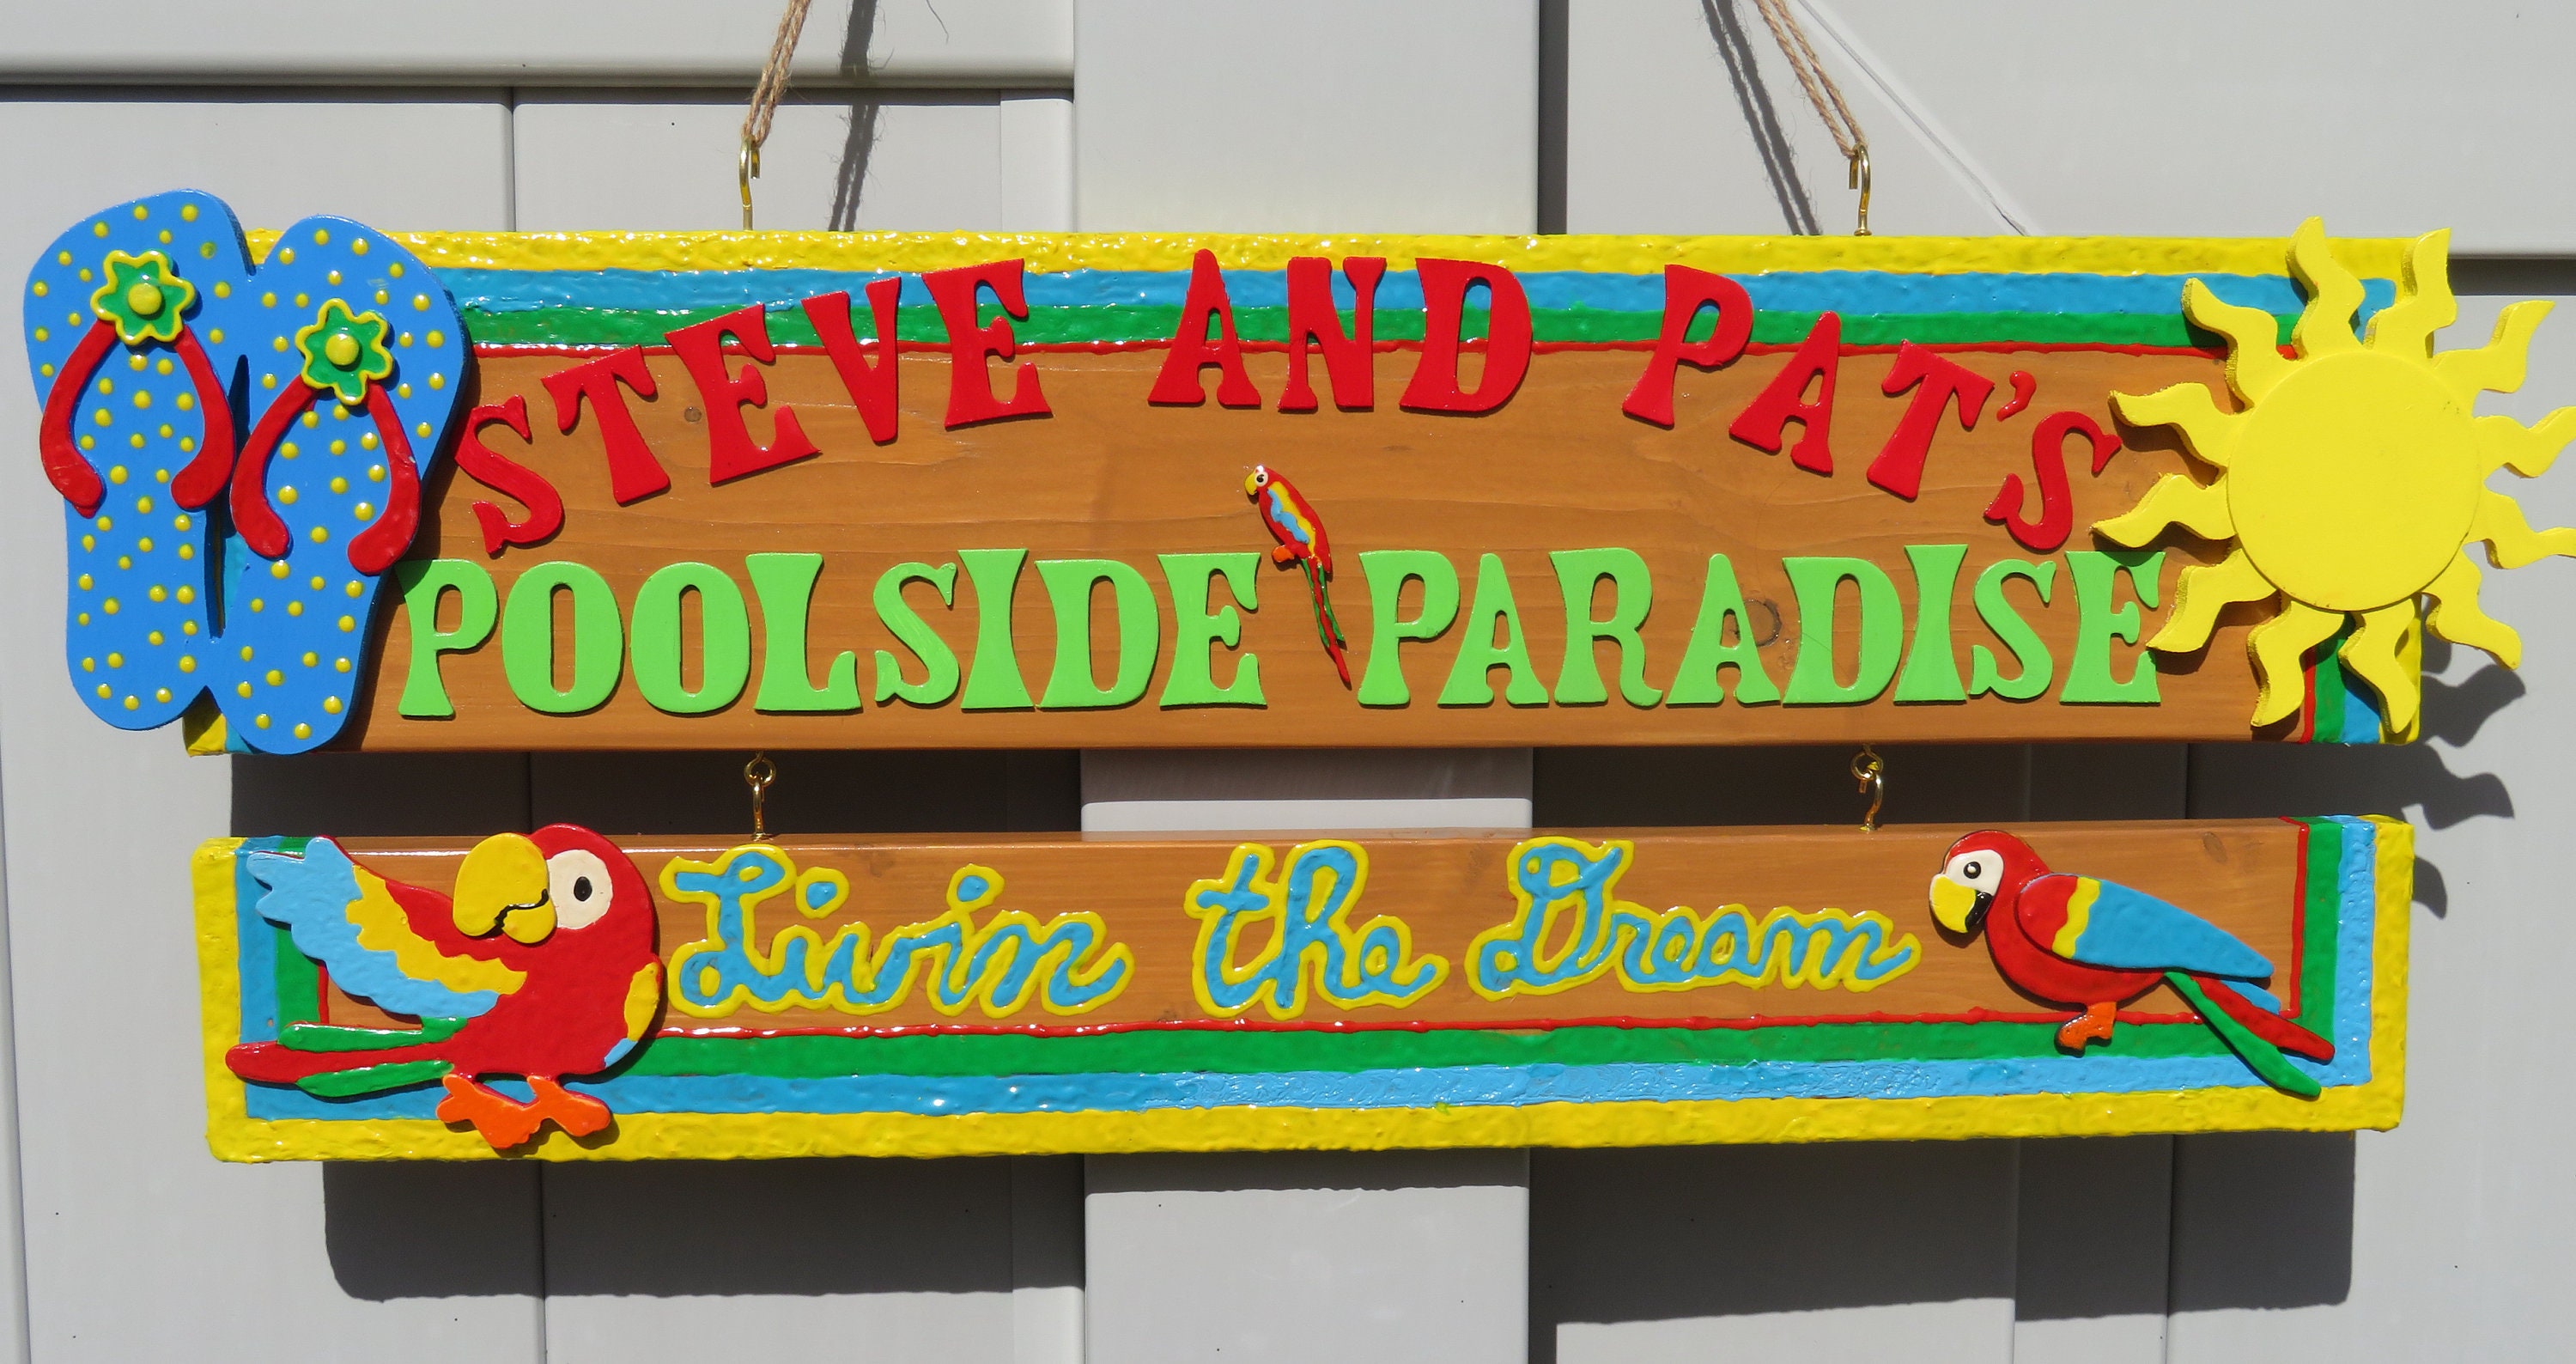 STEVE AND PAT'S
POOLSIDE PARADISE
Livin the Dream